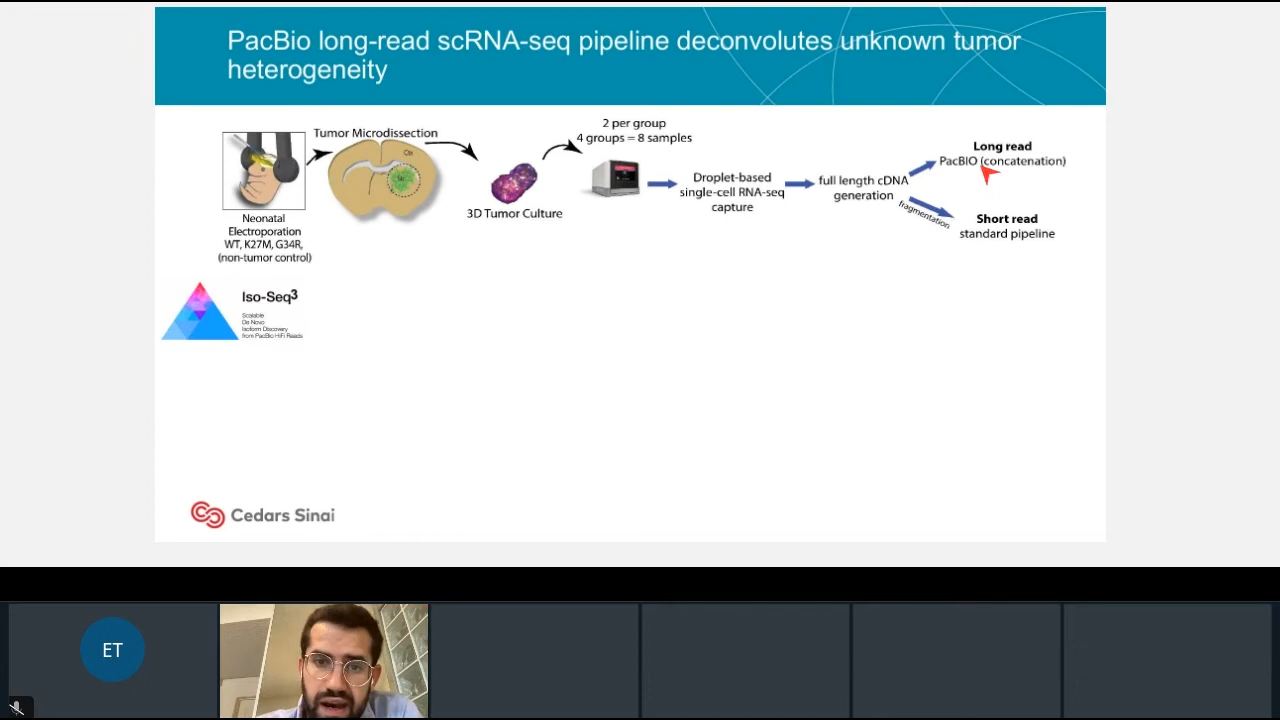 PacBio long-read scRNA-seq pipeline deconvolutes unknown tumor
heterogeneity
2 per group
4 groups = 8 samples
Tumor Microdissection
Ctx
Long read
PacBIO (concatenation)
Droplet-based
single-cell RNA-seq
capture
full length cDNA
generation
fragmentation
Short read
standard pipeline
3D Tumor Culture
Neonatal
Electroporation
WT, K27M, G34R,
(non-tumor control)
Iso-Seq3
Scalable
De Novo
Isoform Discovery
from PacBio HiFi Reads
Cedars Sinai
ET